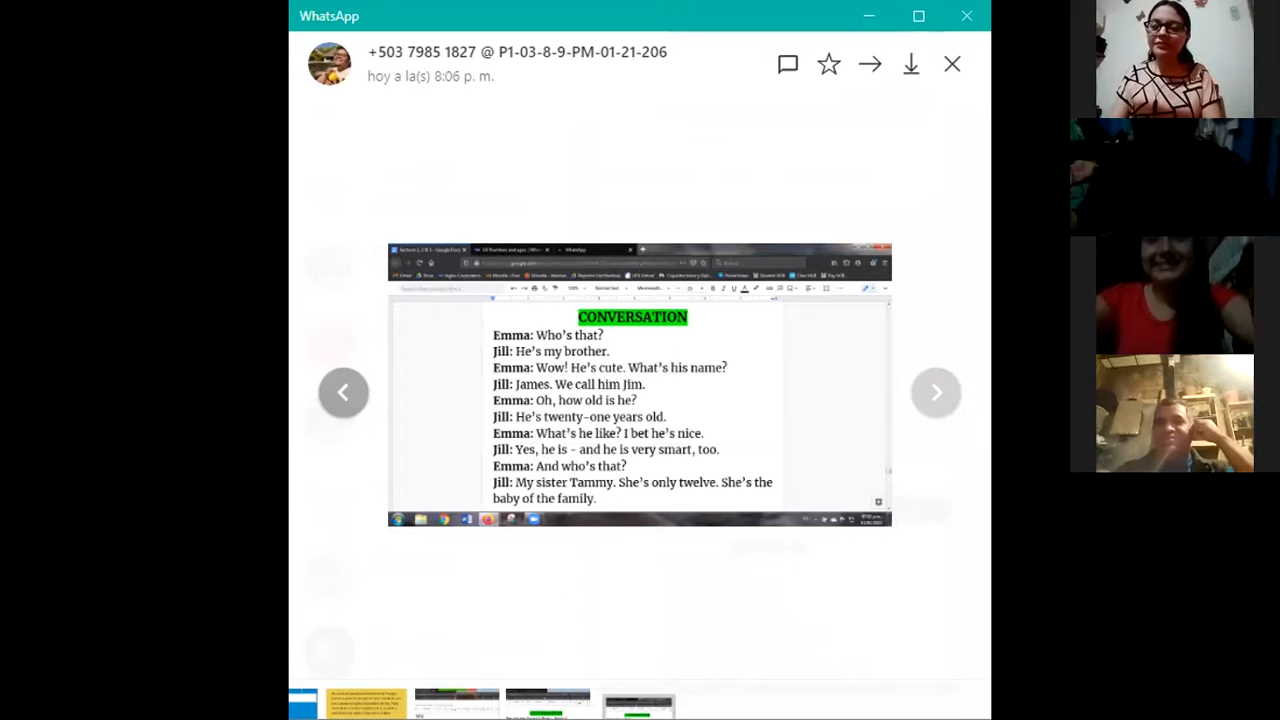 WhatsApp
+503 7985 1827 @ P1-03-8-9-PM-01-21-206
hoy a la(s) 8:06 p. m.
CONVERSATION
Emma: Who's that?
Jill: He's my brother.
Emma: Wow! He's cute. What's his name?
Jill: James. We call him Jim.
Emma: Oh, how old is he?
Jill: He's twenty-one years old.
Emma: What's he like? I bet he's nice.
Jill: Yes, he is - and he is very smart, too.
Emma: And who's that?
Jill: My sister Tammy. She's only twelve. She's the
baby of the family.